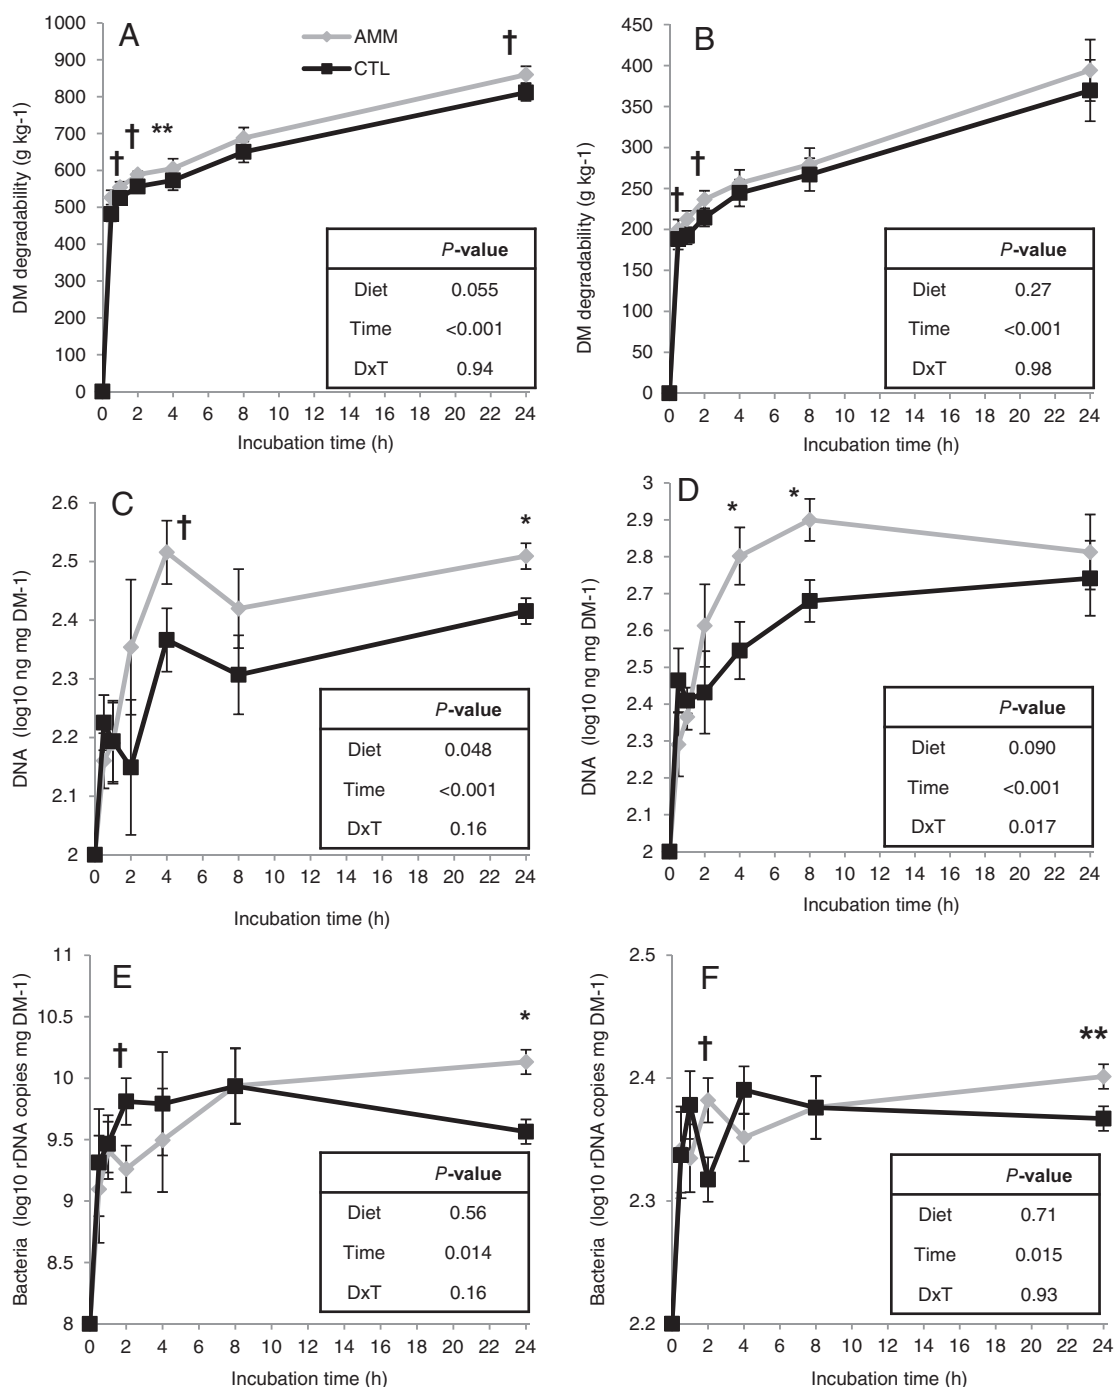 A
AMM
CTL
†
† † **
DM degradability (g kg-1)
1000
900
800
700
600
500
400
300
200
100
0
P-value
Diet 0.055
Time <0.001
DxT 0.94
0 2 4 6 8 10 12 14 16 18 20 22 24
Incubation time (h)
B
† †
DM degradability (g kg-1)
450
400
350
300
250
200
150
100
50
0
P-value
Diet 0.27
Time <0.001
DxT 0.98
0 2 4 6 8 10 12 14 16 18 20 22 24
Incubation time (h)
C
† *
DNA (log10 ng mg DM-1)
2.6
2.5
2.4
2.3
2.2
2.1
2
P-value
Diet 0.048
Time <0.001
DxT 0.16
0 2 4 6 8 10 12 14 16 18 20 22 24
Incubation time (h)
D
* *
DNA (log10 ng mg DM-1)
3
2.9
2.8
2.7
2.6
2.5
2.4
2.3
2.2
2.1
2
P-value
Diet 0.090
Time <0.001
DxT 0.017
0 2 4 6 8 10 12 14 16 18 20 22 24
Incubation time (h)
E
† *
Bacteria (log10 rDNA copies mg DM-1)
11
10.5
10
9.5
9
8.5
8
P-value
Diet 0.56
Time 0.014
DxT 0.16
0 2 4 6 8 10 12 14 16 18 20 22 24
Incubation time (h)
F
† **
Bacteria (log10 rDNA copies mg DM-1)
2.5
2.4
2.3
2.2
P-value
Diet 0.71
Time 0.015
DxT 0.93
0 2 4 6 8 10 12 14 16 18 20 22 24
Incubation time (h)